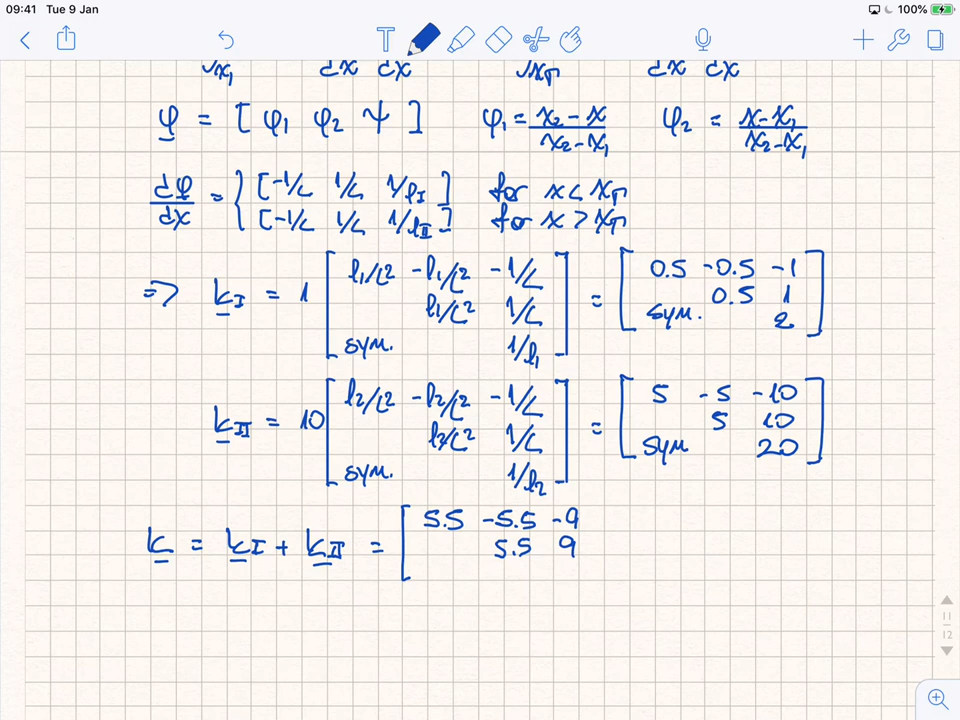 09:41 Tue 9 Jan 100%
φ = [ φ1 φ2 ψ ] φ1 = (x2 - x)/(x2 - x1) φ2 = (x - x1)/(x2 - x1)
dφ/dx = { [-1/L 1/L 1/lI] for x < xΓ
[-1/L 1/L 1/lII] for x > xΓ
=> kI = 1 [ l1/L² -l1/L² -1/L ] = [ 0.5 -0.5 -1 ]
l1/L² 1/L 0.5 1
sym. 1/l1 sym. 2
kII = 10 [ l2/L² -l2/L² -1/L ] = [ 5 -5 -10 ]
l2/L² 1/L 5 10
sym. 1/l2 sym 20
k = kI + kII = [ 5.5 -5.5 -9
5.5 9
11
12